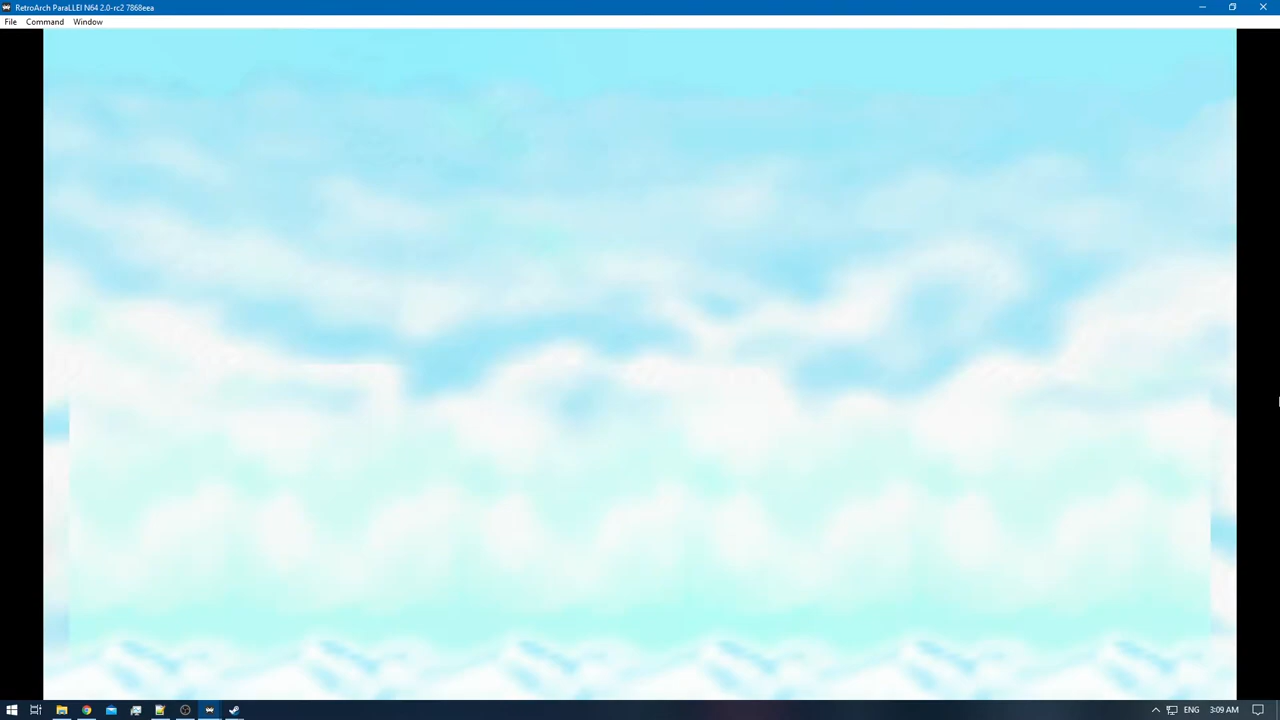 RetroArch ParaLLEl N64 2.0-rc2 7868eea
File Command Window
ENG 3:09 AM